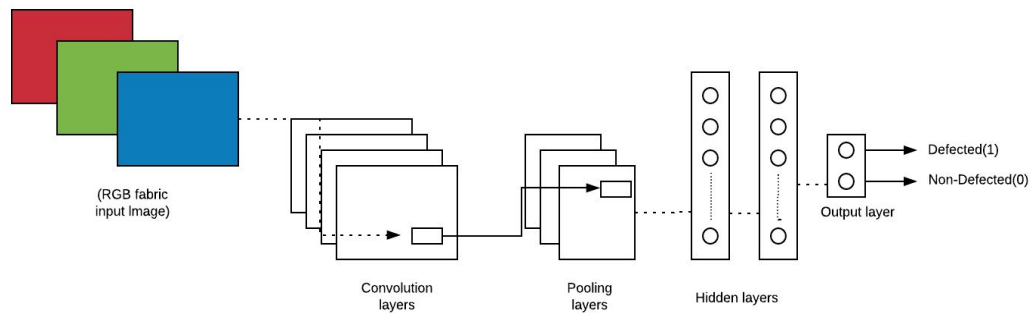 (RGB fabric
input Image)
Convolution
layers
Pooling
layers
Hidden layers
Output layer
Defected(1)
Non-Defected(0)